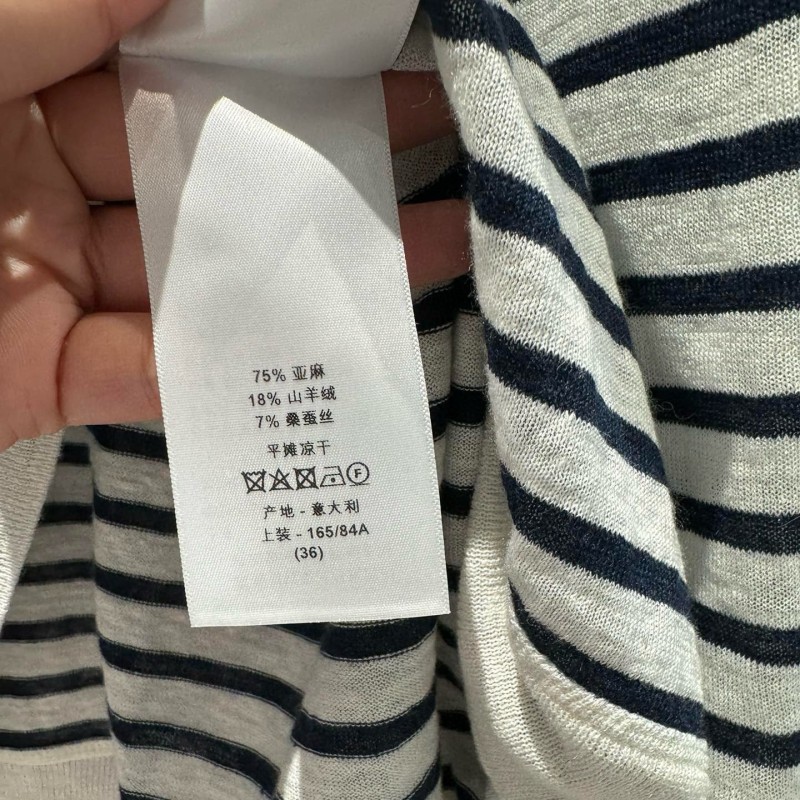 75% 亚麻
18% 山羊绒
7% 桑蚕丝
平摊凉干
F
产地 - 意大利
上装 - 165/84A
(36)